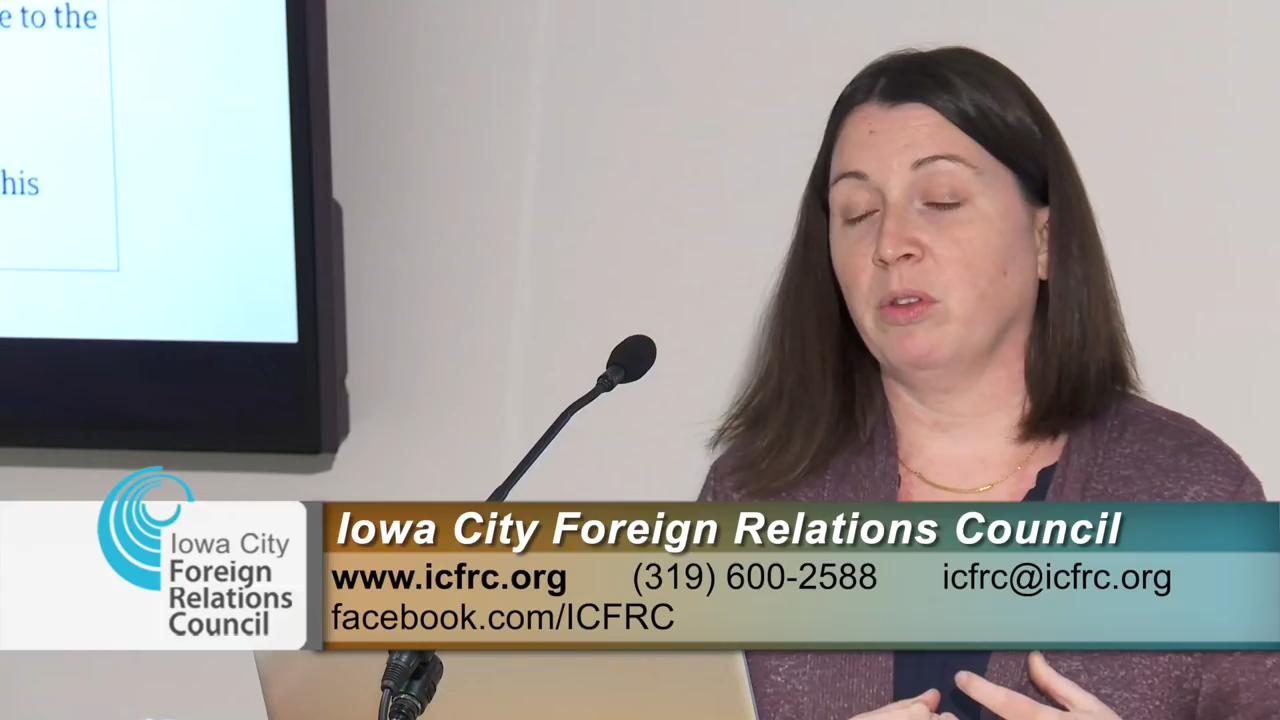 e to the
his
Iowa City
Foreign
Relations
Council
Iowa City Foreign Relations Council
www.icfrc.org (319) 600-2588 icfrc@icfrc.org
facebook.com/ICFRC